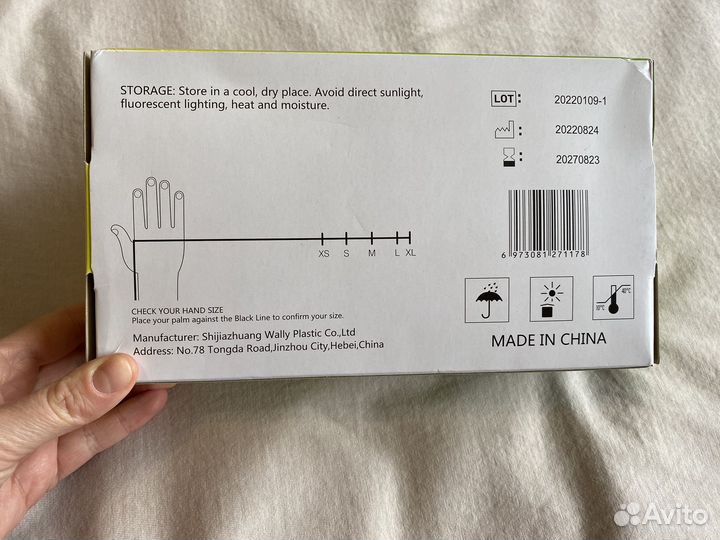 STORAGE: Store in a cool, dry place. Avoid direct sunlight,
fluorescent lighting, heat and moisture.
LOT : 20220109-1
: 20220824
: 20270823
XS S M L XL
6 973081 271178
10°C 40°C
CHECK YOUR HAND SIZE
Place your palm against the Black Line to confirm your size.
Manufacturer: Shijiazhuang Wally Plastic Co.,Ltd
Address: No.78 Tongda Road,Jinzhou City,Hebei,China
MADE IN CHINA
Avito